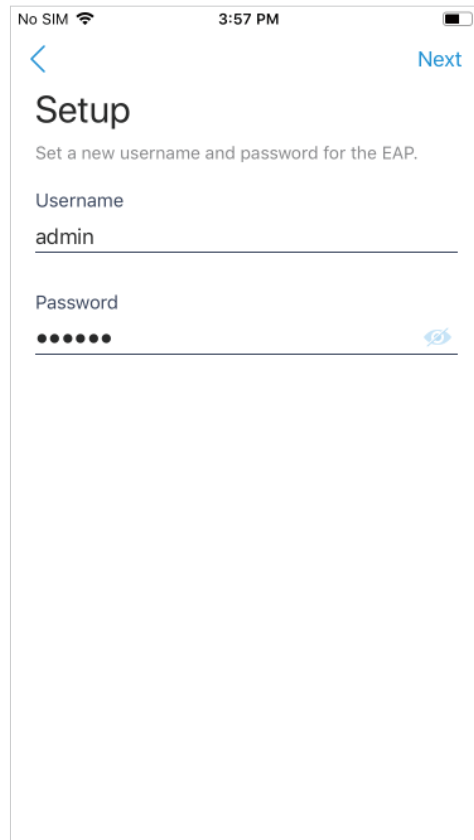 No SIM 3:57 PM
Next
Setup
Set a new username and password for the EAP.
Username
admin
Password
••••••